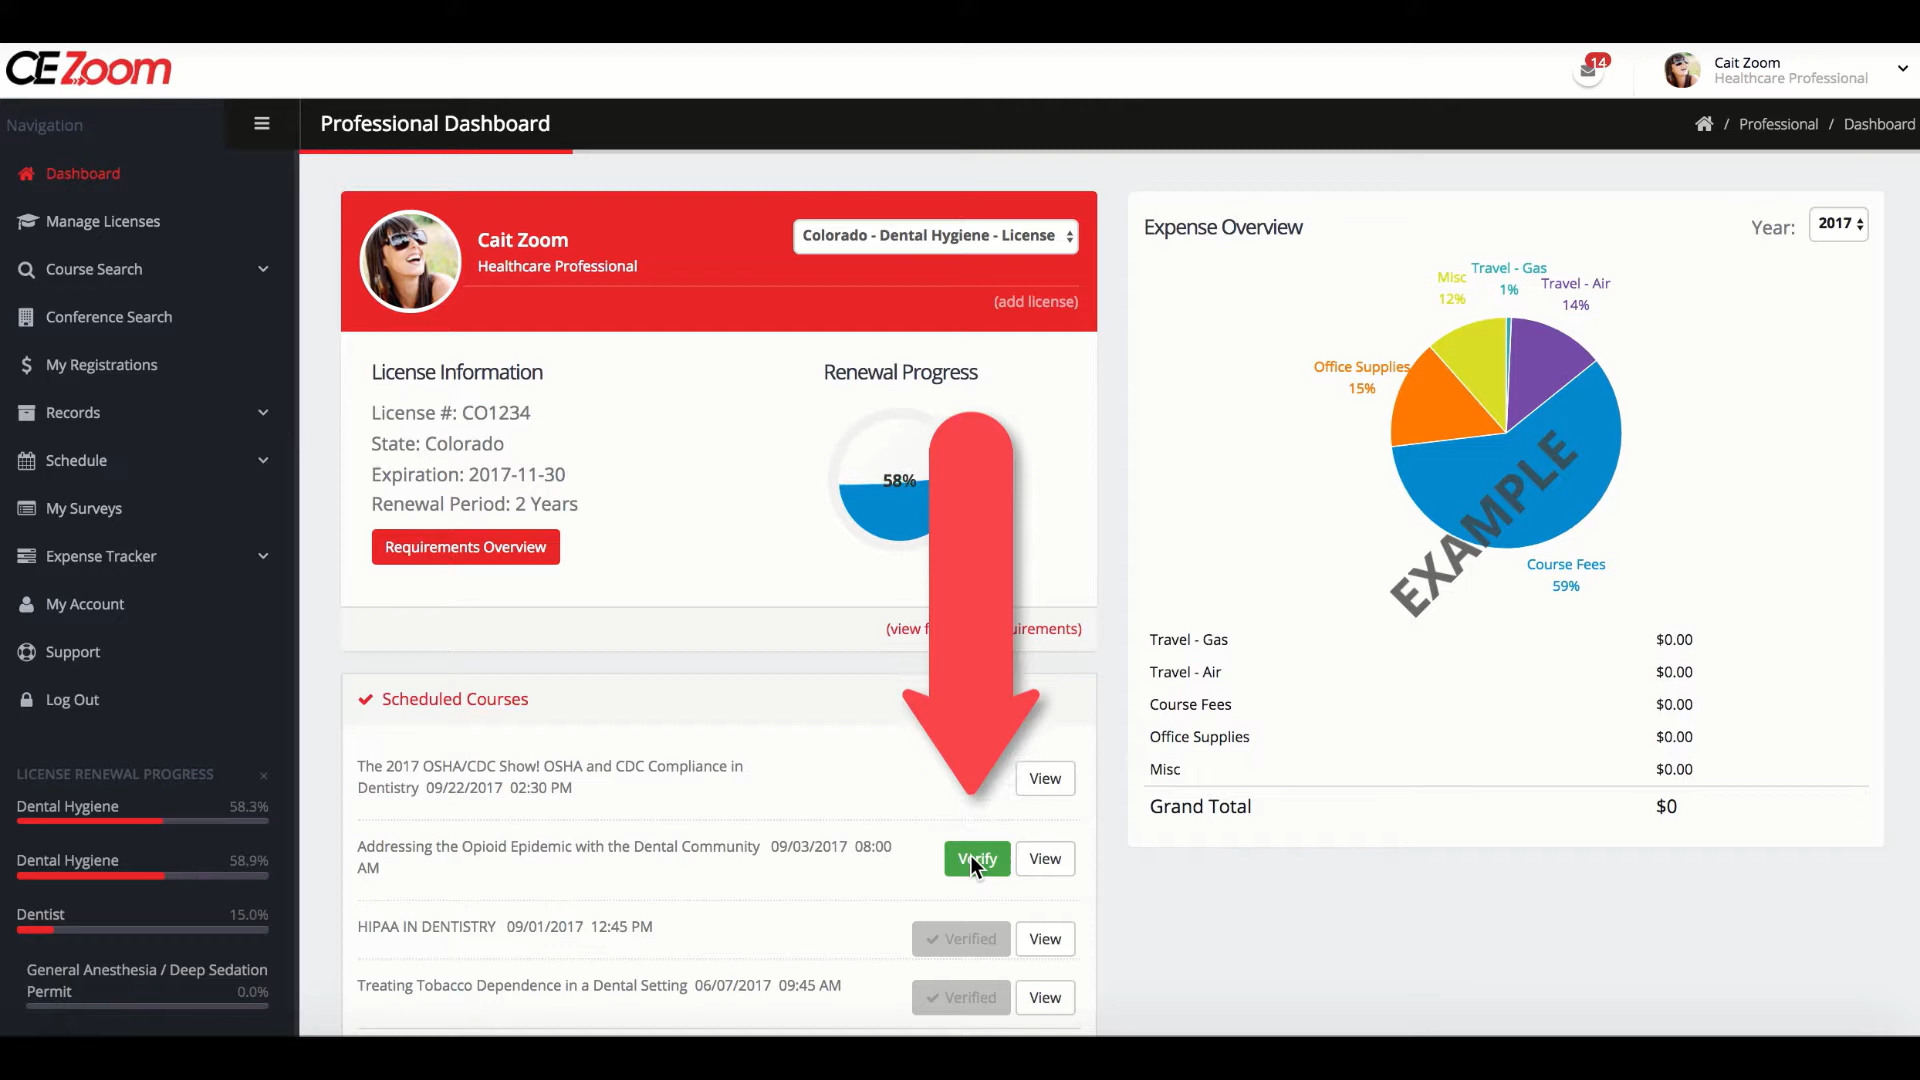 CE Zoom
14
Cait Zoom
Healthcare Professional
Navigation
Professional Dashboard
/ Professional / Dashboard
Dashboard
Manage Licenses
Course Search
Conference Search
My Registrations
Records
Schedule
My Surveys
Expense Tracker
My Account
Support
Log Out
LICENSE RENEWAL PROGRESS ×
Dental Hygiene 58.3%
Dental Hygiene 58.9%
Dentist 15.0%
General Anesthesia / Deep Sedation
Permit 0.0%
Cait Zoom
Healthcare Professional
Colorado - Dental Hygiene - License
(add license)
License Information
License #: CO1234
State: Colorado
Expiration: 2017-11-30
Renewal Period: 2 Years
Requirements Overview
Renewal Progress
58%
(view
Scheduled Courses
The 2017 OSHA/CDC Show! OSHA and CDC Compliance in
Dentistry 09/22/2017 02:30 PM
View
Addressing the Opioid Epidemic with the Dental Community 09/03/2017 08:00
AM
Verify
View
HIPAA IN DENTISTRY 09/01/2017 12:45 PM
Verified
View
Treating Tobacco Dependence in a Dental Setting 06/07/2017 09:45 AM
Verified
View
Expense Overview
Year: 2017
Travel - Gas
1%
Misc
12%
Travel - Air
14%
Office Supplies
15%
Course Fees
59%
EXAMPLE
Travel - Gas $0.00
Travel - Air $0.00
Course Fees $0.00
Office Supplies $0.00
Misc $0.00
Grand Total $0